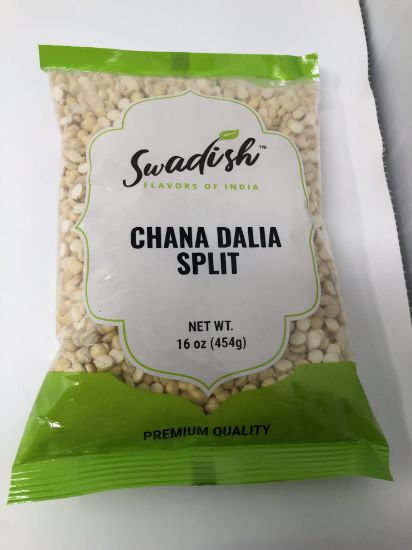 Swadish™
FLAVORS OF INDIA
CHANA DALIA
SPLIT
NET WT.
16 oz (454g)
PREMIUM QUALITY